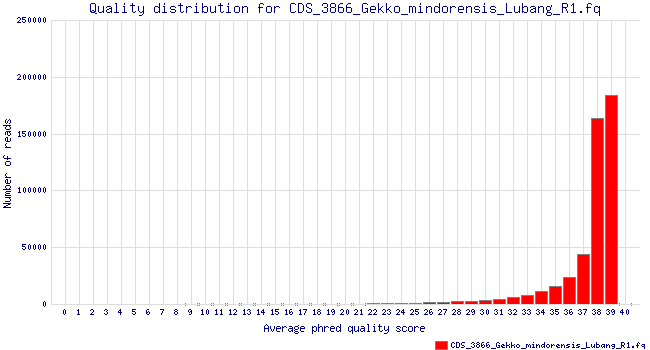 Quality distribution for CDS_3866_Gekko_mindorensis_Lubang_R1.fq
250000
200000
150000
100000
50000
0
Number of reads
0 1 2 3 4 5 6 7 8 9 10 11 12 13 14 15 16 17 18 19 20 21 22 23 24 25 26 27 28 29 30 31 32 33 34 35 36 37 38 39 40
Average phred quality score
CDS_3866_Gekko_mindorensis_Lubang_R1.fq